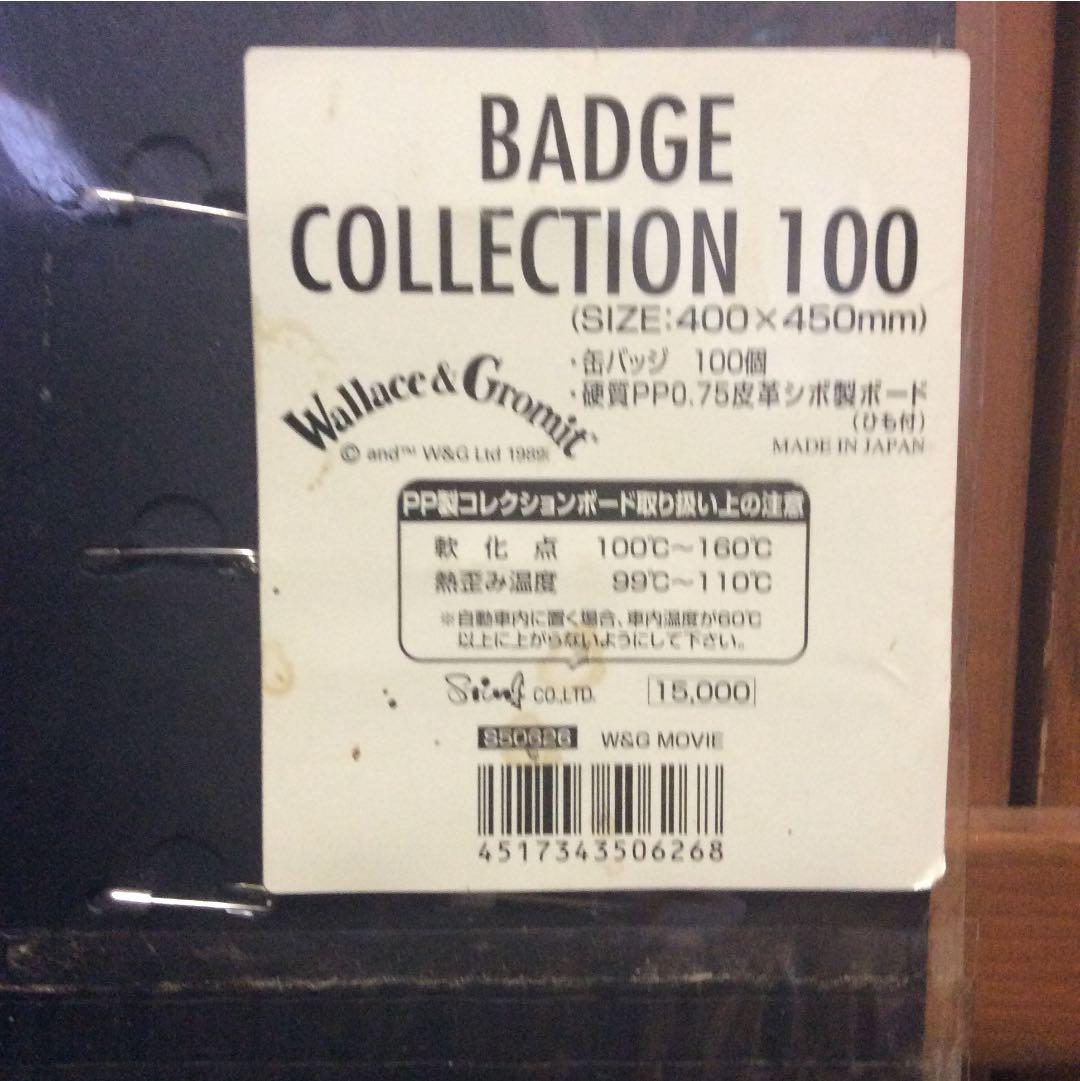 BADGE
COLLECTION 100
(SIZE:400×450mm)
・缶バッジ 100個
・硬質PP0.75皮革シボ製ボード
(ひも付)
MADE IN JAPAN
Wallace & Gromit™
© and™ W&G Ltd 1989
PP製コレクションボード取り扱い上の注意
軟化点 100℃～160℃
熱歪み温度 99℃～110℃
※自動車内に置く場合、車内温度が60℃
以上に上がらないようにして下さい。
CO.,LTD. 15,000
S50626 W&G MOVIE
4517343506268